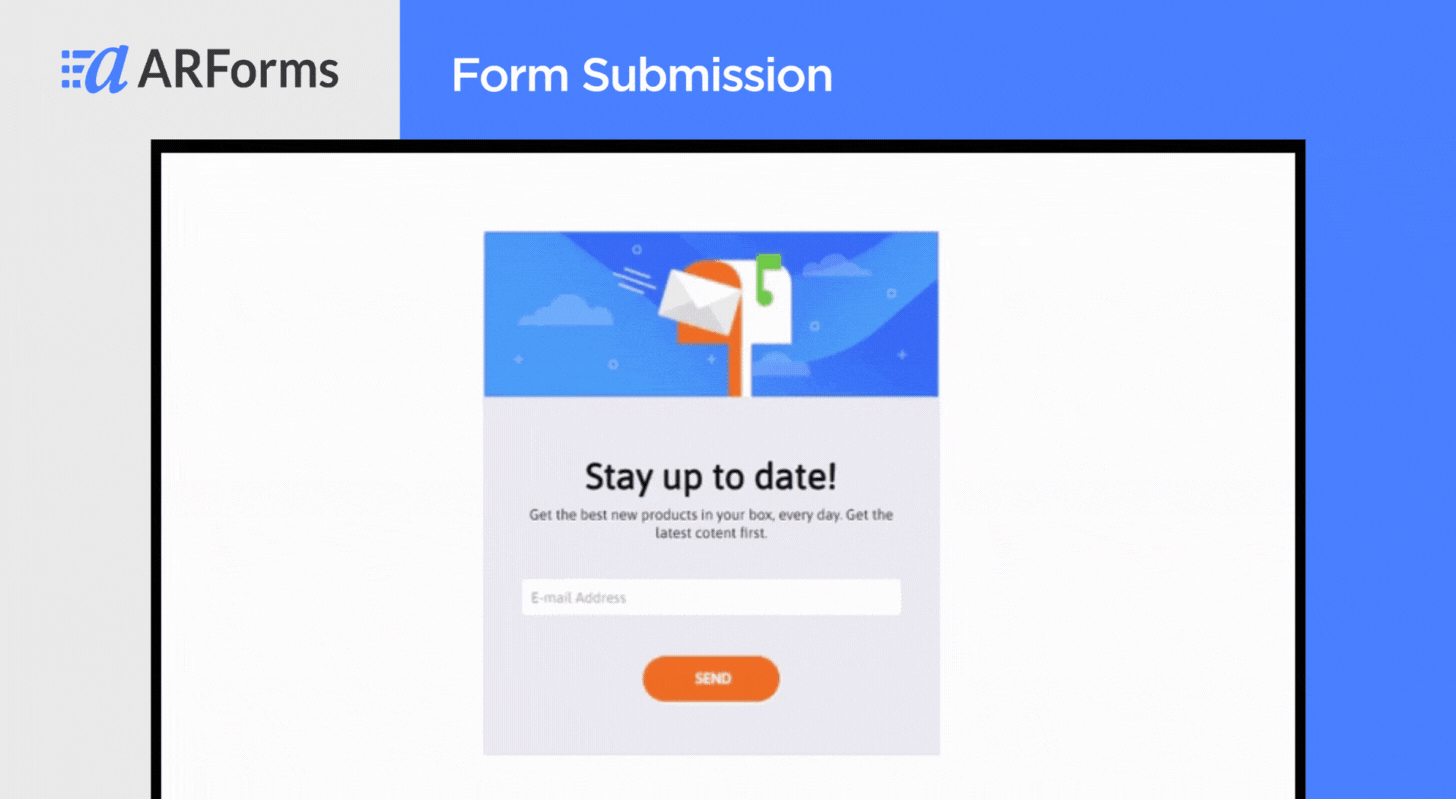 ARForms
Form Submission
Stay up to date!
Get the best new products in your box, every day. Get the
latest cotent first.
E-mail Address
SEND